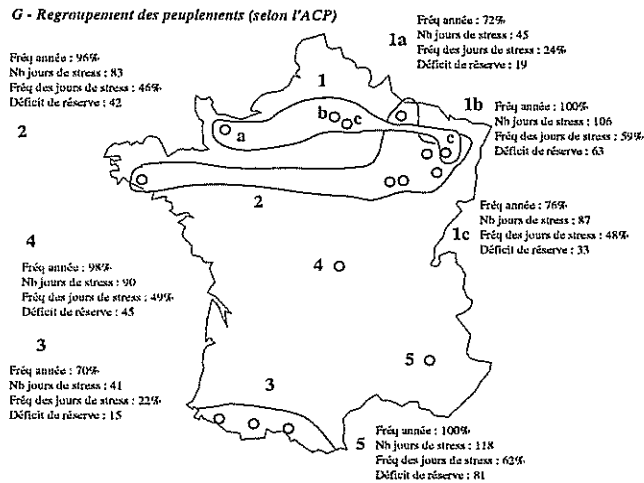 G - Regroupement des peuplements (selon l'ACP)
1a
Fréq année : 72%
Nb jours de stress : 45
Fréq des jours de stress : 24%
Déficit de réserve : 19
2
Fréq année : 96%
Nb jours de stress : 83
Fréq des jours de stress : 46%
Déficit de réserve : 42
1
a
b
c
c
1b
Fréq année : 100%
Nb jours de stress : 106
Fréq des jours de stress : 59%
Déficit de réserve : 63
2
1c
Fréq année : 76%
Nb jours de stress : 87
Fréq des jours de stress : 48%
Déficit de réserve : 33
4
Fréq année : 98%
Nb jours de stress : 90
Fréq des jours de stress : 49%
Déficit de réserve : 45
4
3
Fréq année : 70%
Nb jours de stress : 41
Fréq des jours de stress : 22%
Déficit de réserve : 15
3
5
5
Fréq année : 100%
Nb jours de stress : 118
Fréq des jours de stress : 62%
Déficit de réserve : 81